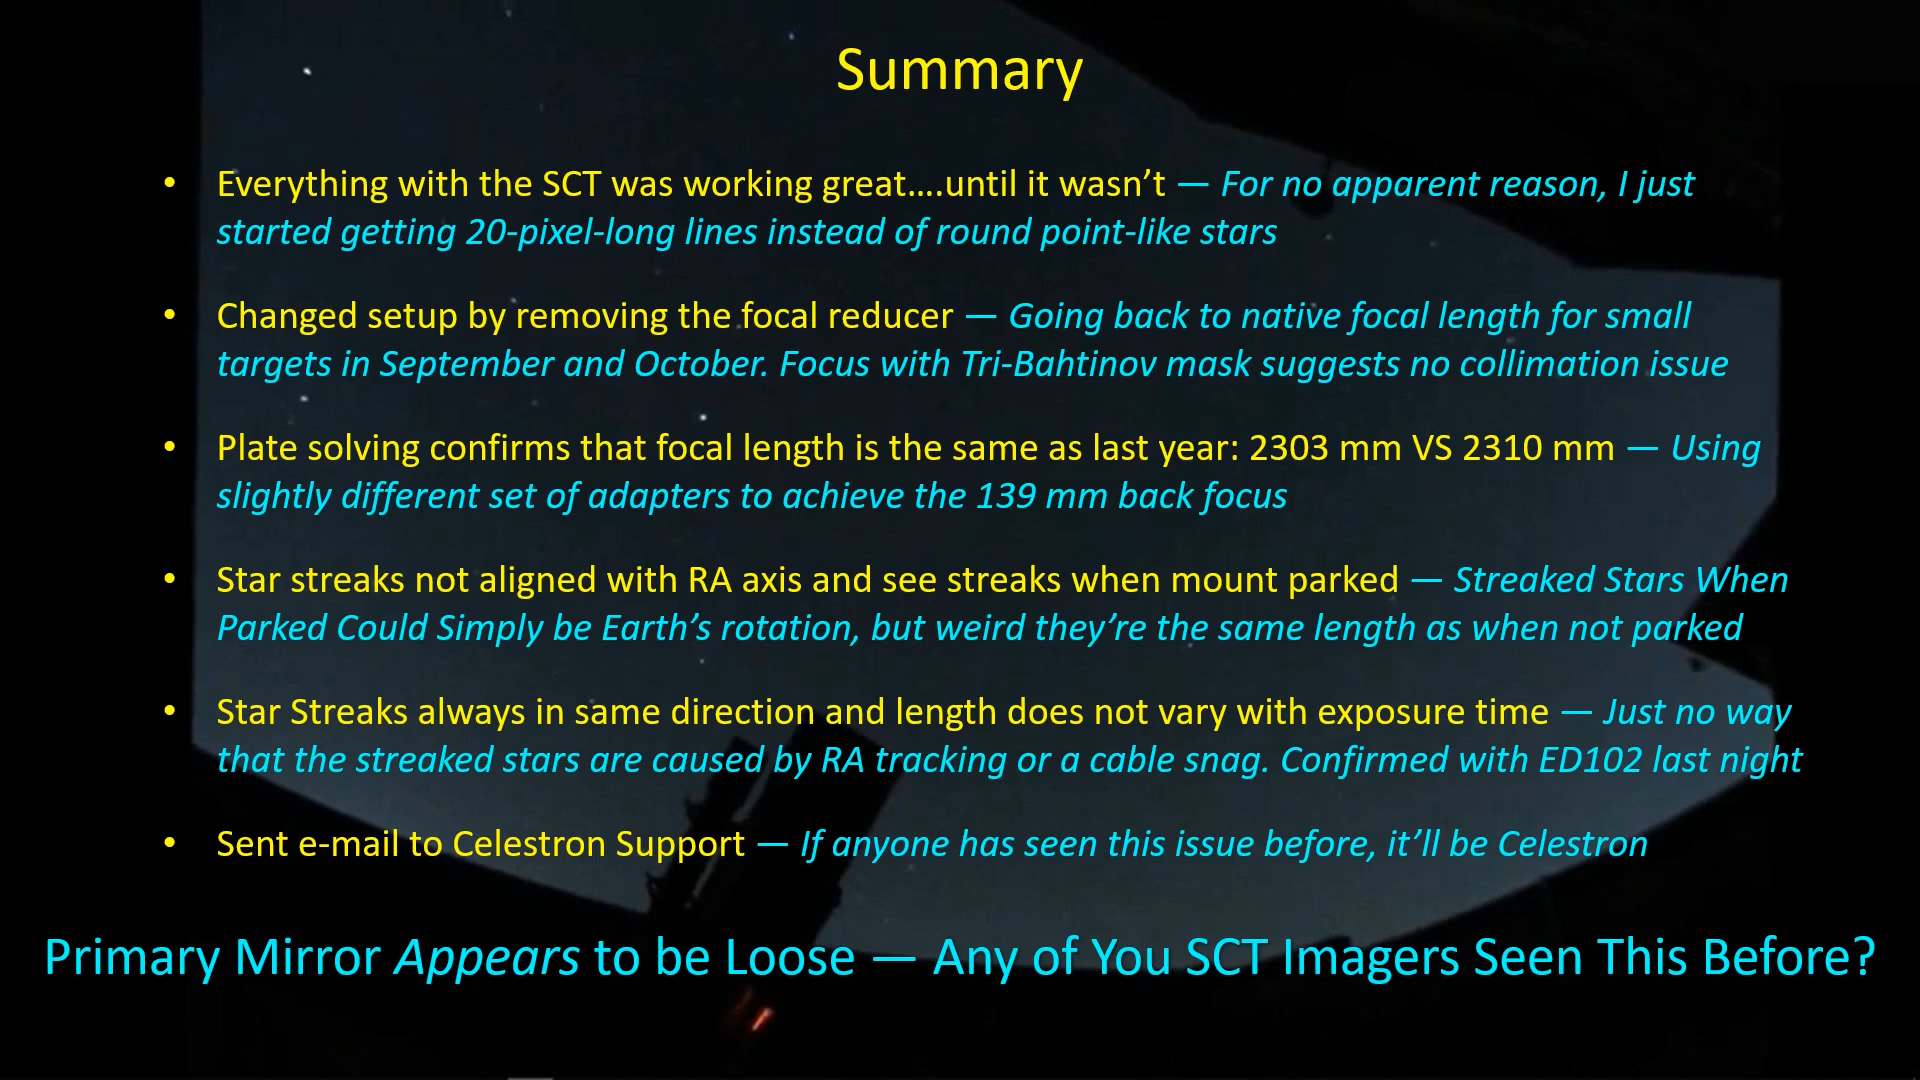 Summary
• Everything with the SCT was working great....until it wasn’t — For no apparent reason, I just
started getting 20-pixel-long lines instead of round point-like stars
• Changed setup by removing the focal reducer — Going back to native focal length for small
targets in September and October. Focus with Tri-Bahtinov mask suggests no collimation issue
• Plate solving confirms that focal length is the same as last year: 2303 mm VS 2310 mm — Using
slightly different set of adapters to achieve the 139 mm back focus
• Star streaks not aligned with RA axis and see streaks when mount parked — Streaked Stars When
Parked Could Simply be Earth’s rotation, but weird they’re the same length as when not parked
• Star Streaks always in same direction and length does not vary with exposure time — Just no way
that the streaked stars are caused by RA tracking or a cable snag. Confirmed with ED102 last night
• Sent e-mail to Celestron Support — If anyone has seen this issue before, it’ll be Celestron
Primary Mirror Appears to be Loose — Any of You SCT Imagers Seen This Before?